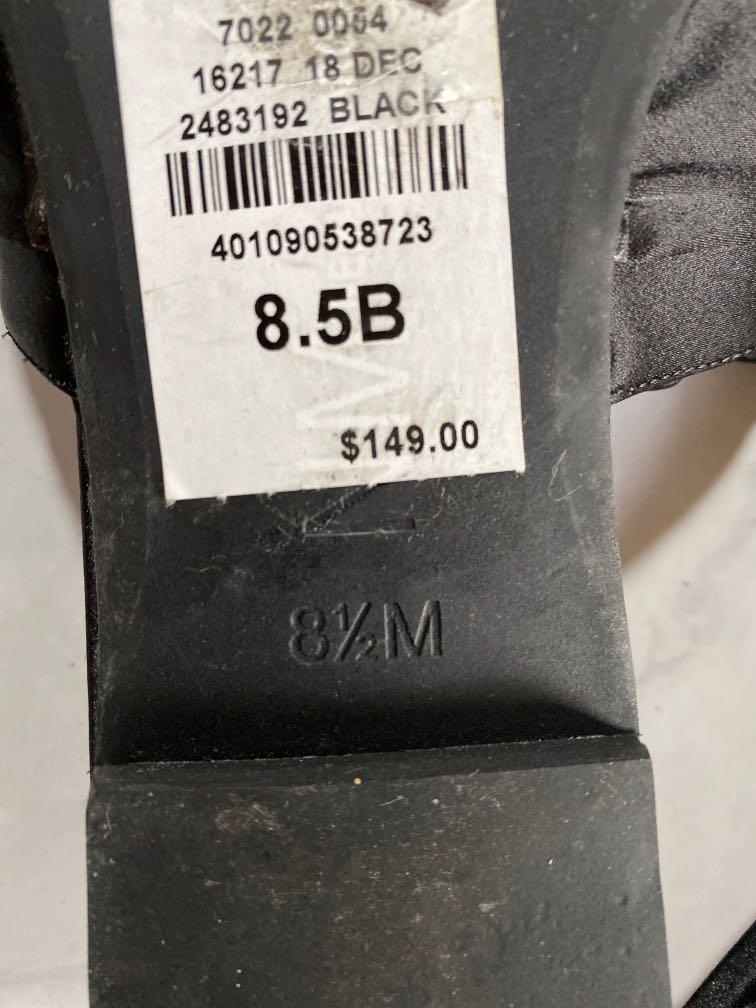 7022 0054
16217 18 DEC
2483192 BLACK
401090538723
8.5B
$149.00
8½M